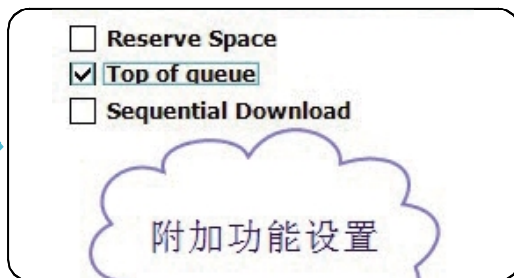 Reserve Space
Top of queue
Sequential Download
附加功能设置